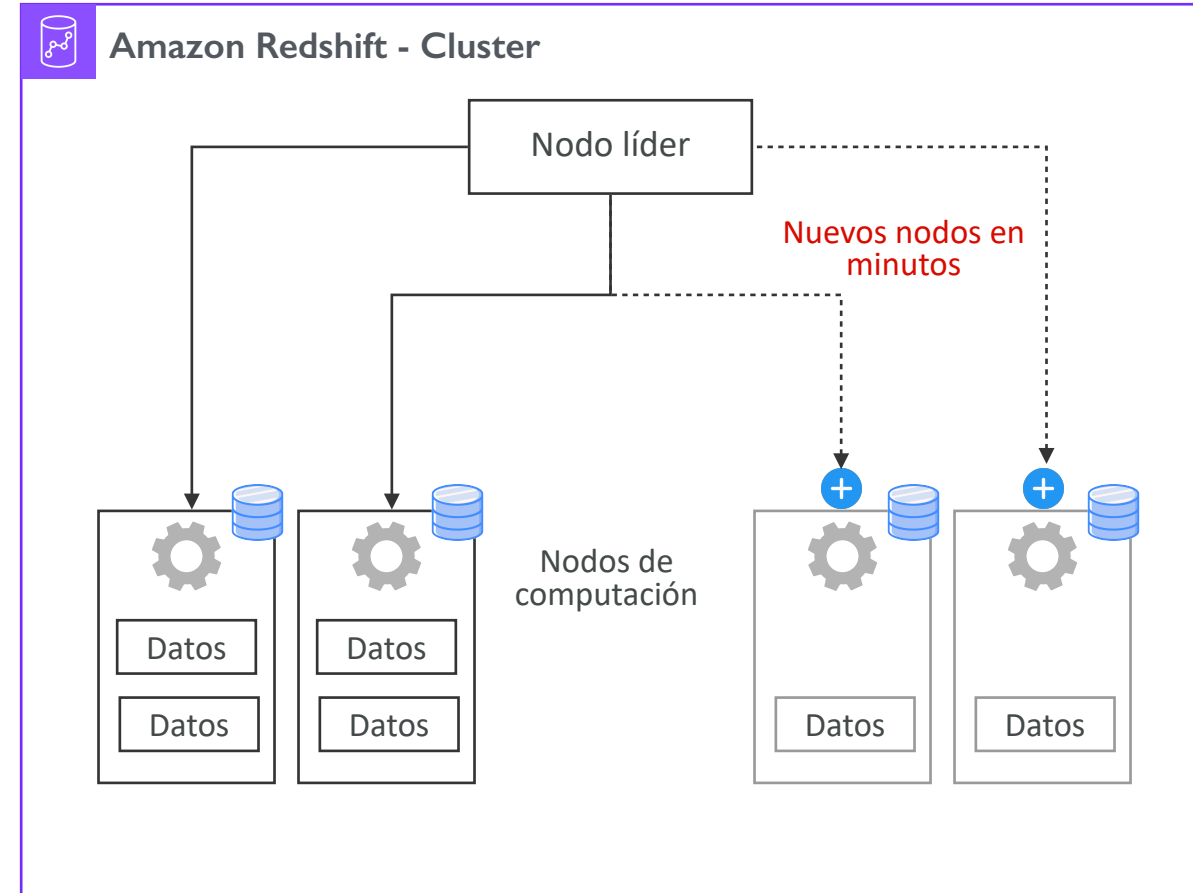 Amazon Redshift - Cluster
Nodo líder
Nuevos nodos en
minutos
Nodos de
computación
Datos
Datos
Datos
Datos
Datos
Datos